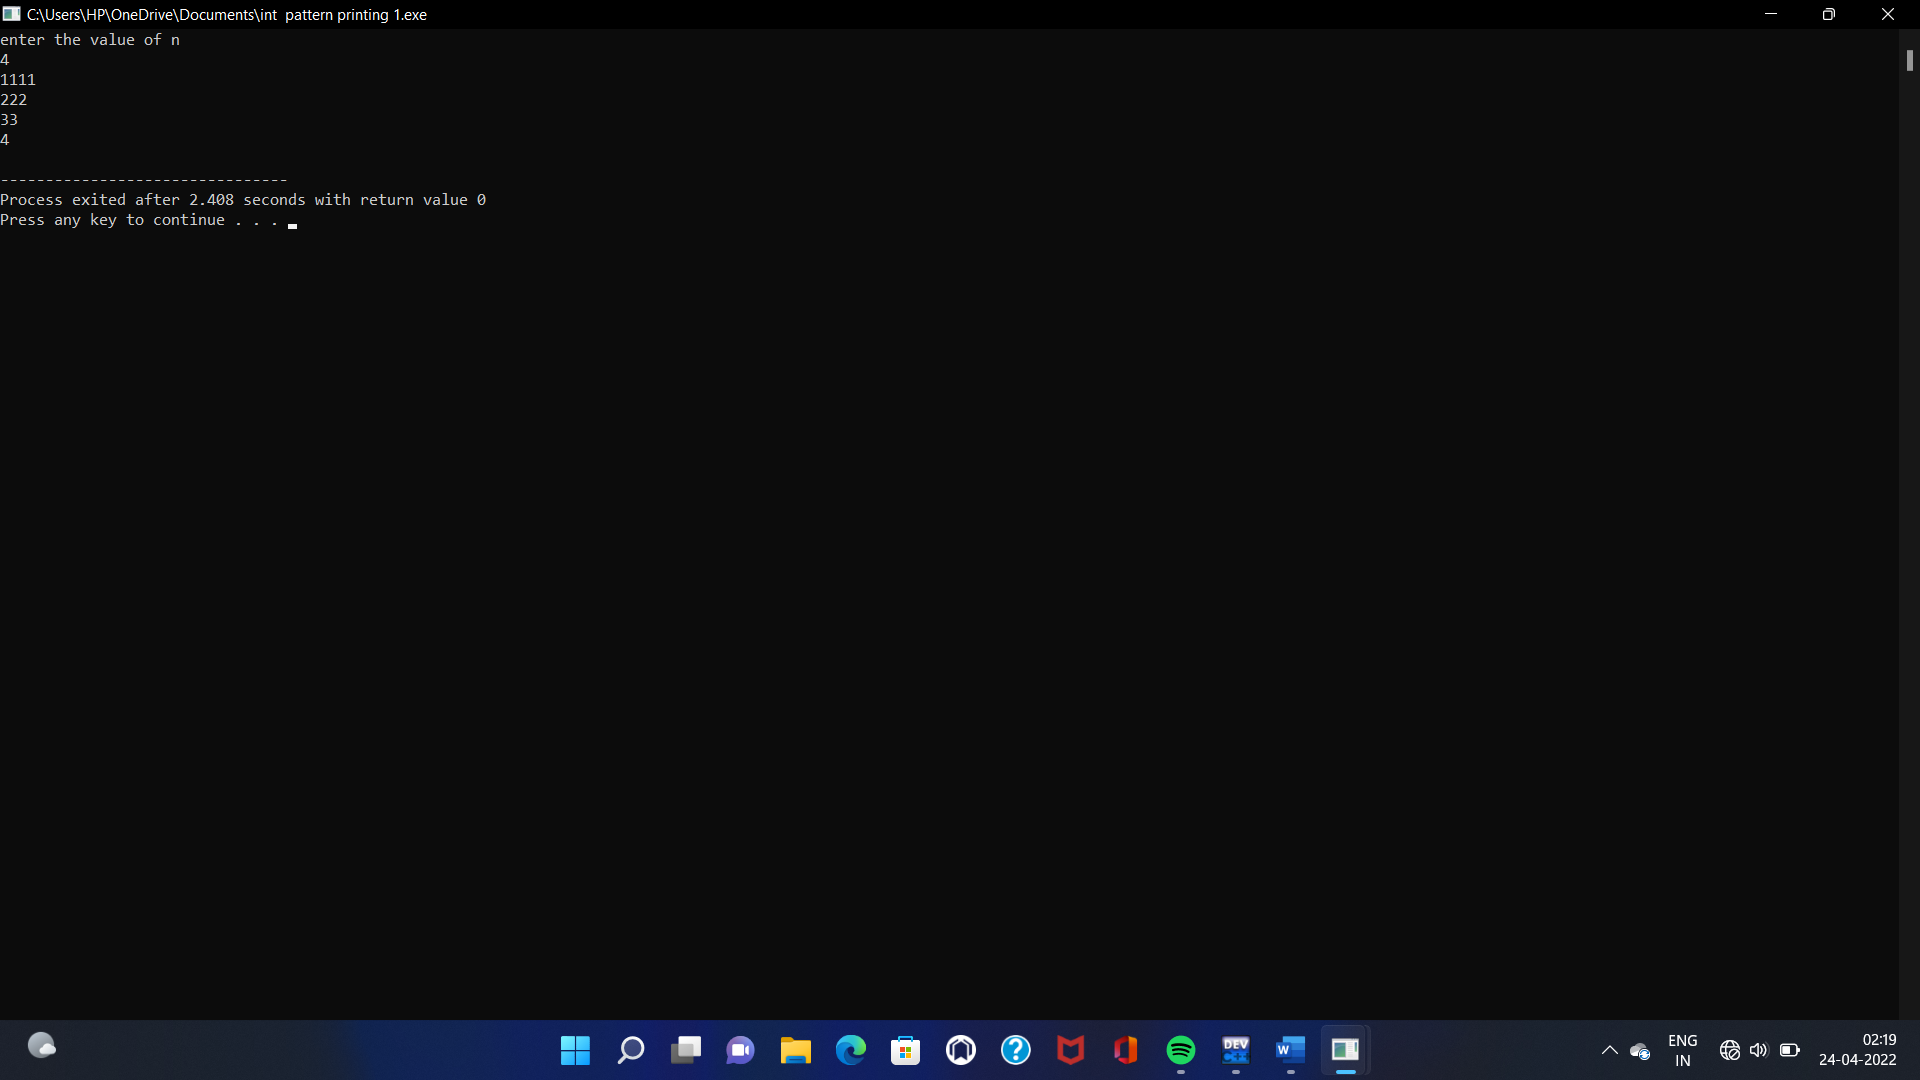 C:\Users\HP\OneDrive\Documents\int  pattern printing 1.exe
enter the value of n
4
1111
222
33
4
--------------------------------
Process exited after 2.408 seconds with return value 0
Press any key to continue . . .
DEV
C++
W
ENG
IN
02:19
24-04-2022